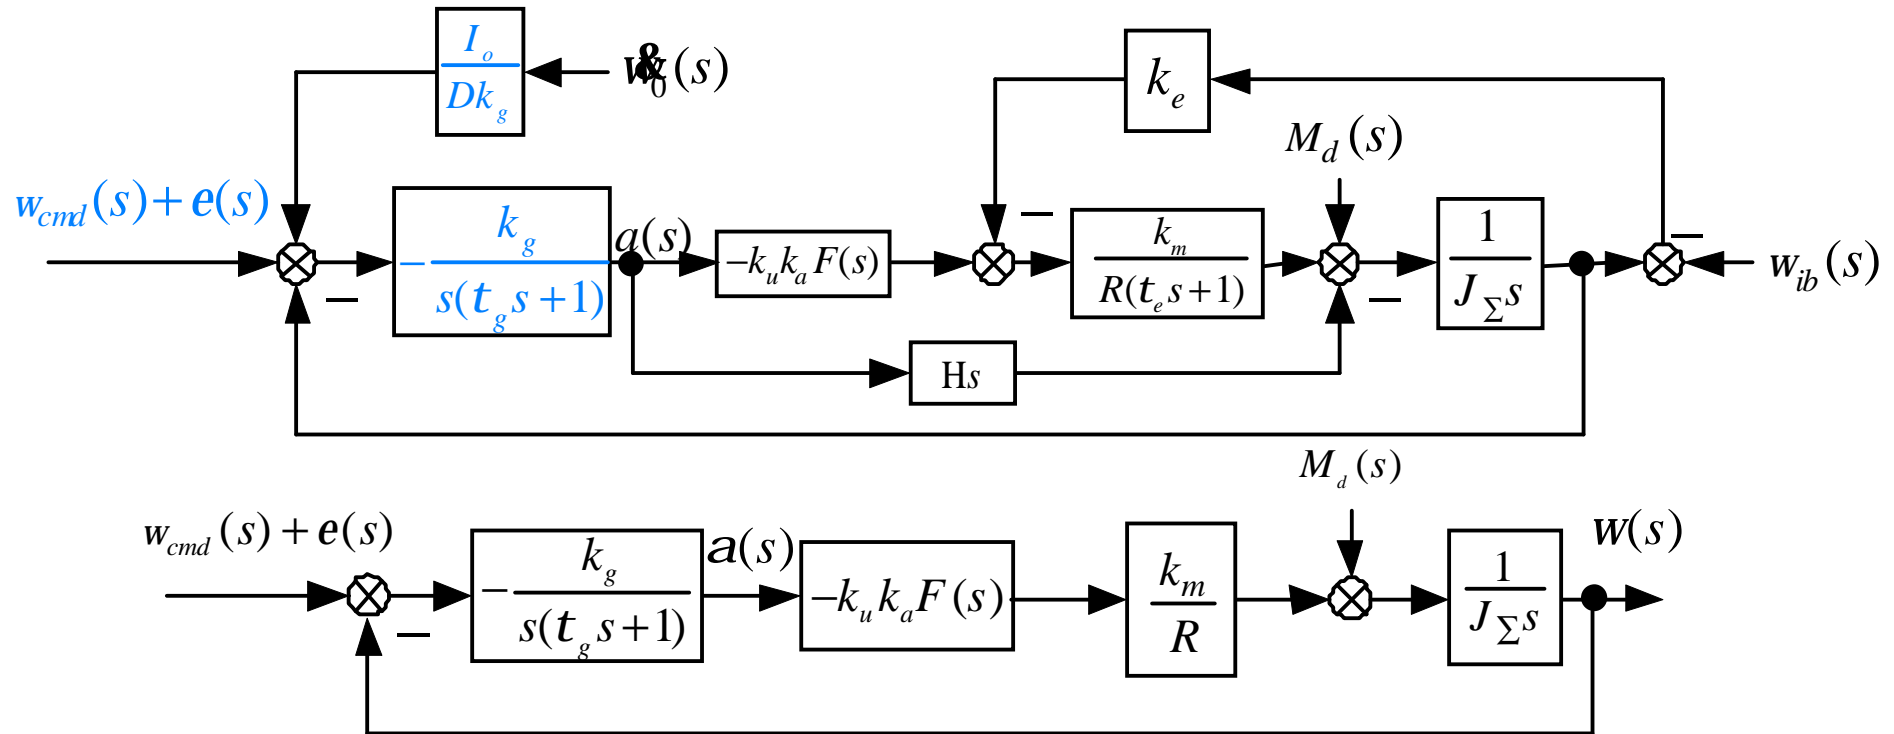 I_o / Dk_g
ẇ_0(s)
k_e
M_d(s)
w_cmd(s)+e(s)
−
− k_g / s(t_g s+1)
a(s)
−k_u k_a F(s)
−
k_m / R(t_e s+1)
−
1 / J_Σ s
−
w_ib(s)
Hs
M_d(s)
w_cmd(s)+e(s)
−
− k_g / s(t_g s+1)
a(s)
−k_u k_a F(s)
k_m / R
1 / J_Σ s
w(s)